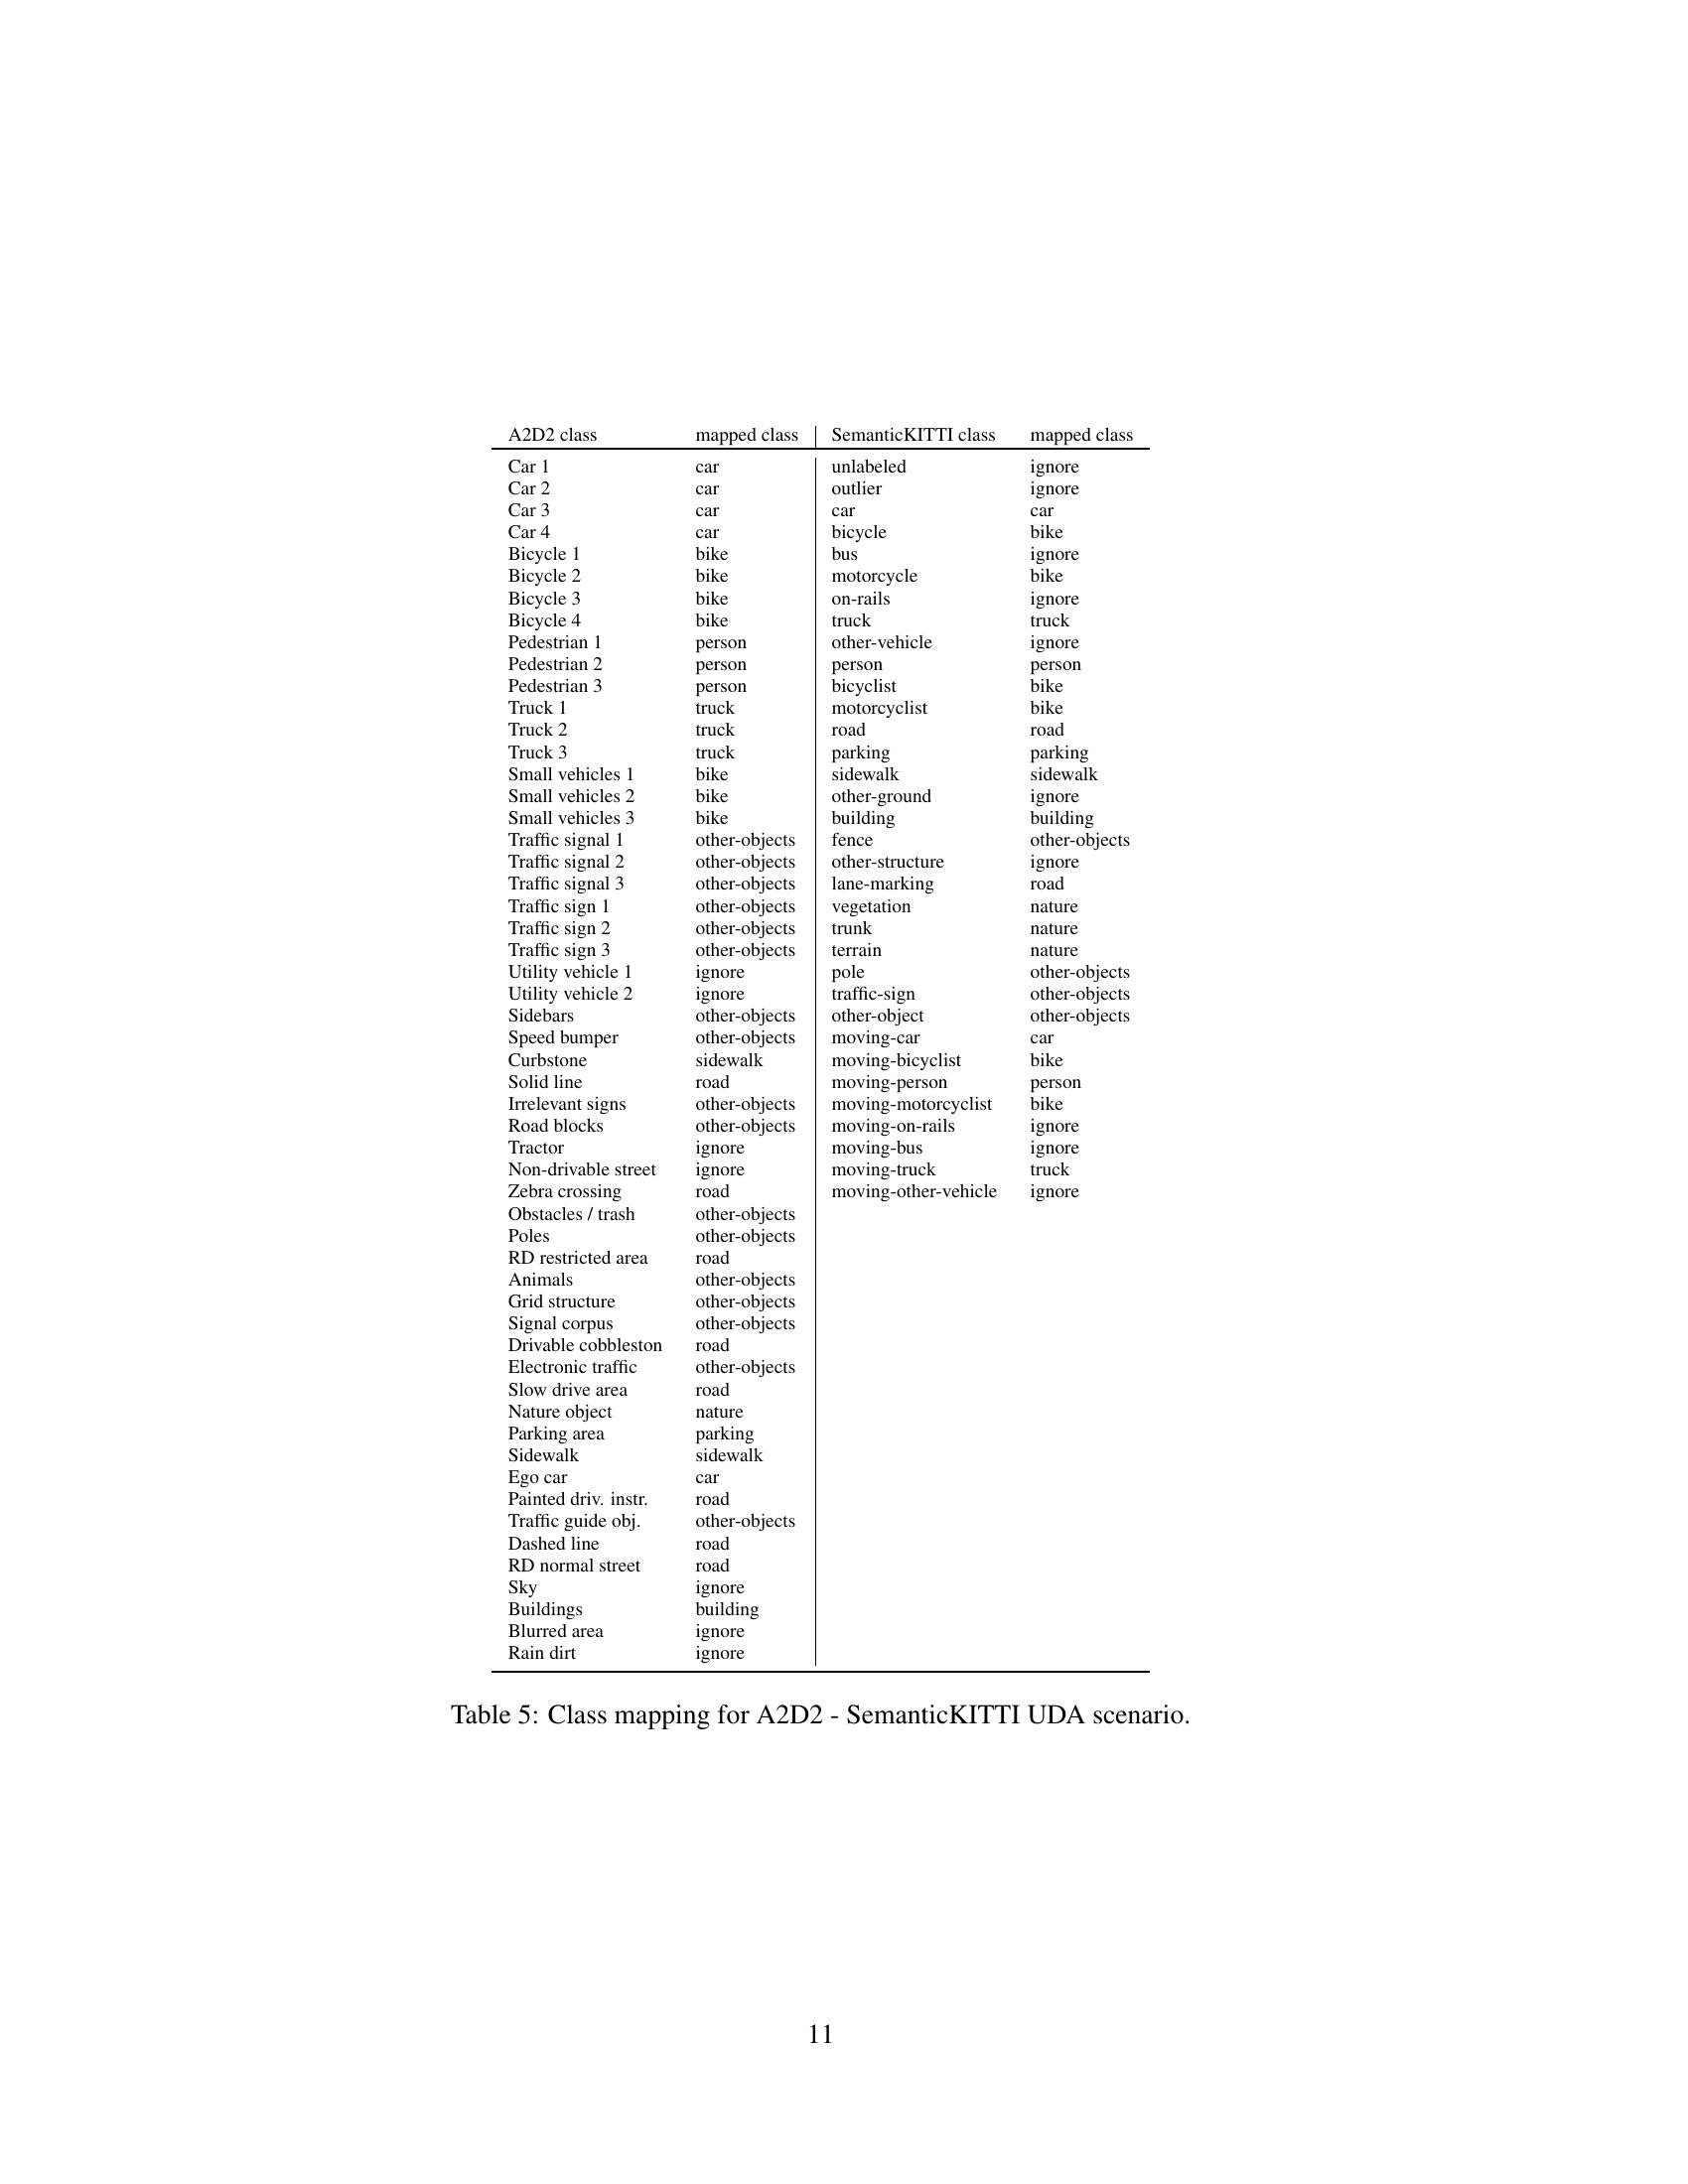 A2D2 class mapped class SemanticKITTI class mapped class
Car 1 car unlabeled ignore
Car 2 car outlier ignore
Car 3 car car car
Car 4 car bicycle bike
Bicycle 1 bike bus ignore
Bicycle 2 bike motorcycle bike
Bicycle 3 bike on-rails ignore
Bicycle 4 bike truck truck
Pedestrian 1 person other-vehicle ignore
Pedestrian 2 person person person
Pedestrian 3 person bicyclist bike
Truck 1 truck motorcyclist bike
Truck 2 truck road road
Truck 3 truck parking parking
Small vehicles 1 bike sidewalk sidewalk
Small vehicles 2 bike other-ground ignore
Small vehicles 3 bike building building
Traffic signal 1 other-objects fence other-objects
Traffic signal 2 other-objects other-structure ignore
Traffic signal 3 other-objects lane-marking road
Traffic sign 1 other-objects vegetation nature
Traffic sign 2 other-objects trunk nature
Traffic sign 3 other-objects terrain nature
Utility vehicle 1 ignore pole other-objects
Utility vehicle 2 ignore traffic-sign other-objects
Sidebars other-objects other-object other-objects
Speed bumper other-objects moving-car car
Curbstone sidewalk moving-bicyclist bike
Solid line road moving-person person
Irrelevant signs other-objects moving-motorcyclist bike
Road blocks other-objects moving-on-rails ignore
Tractor ignore moving-bus ignore
Non-drivable street ignore moving-truck truck
Zebra crossing road moving-other-vehicle ignore
Obstacles / trash other-objects
Poles other-objects
RD restricted area road
Animals other-objects
Grid structure other-objects
Signal corpus other-objects
Drivable cobbleston road
Electronic traffic other-objects
Slow drive area road
Nature object nature
Parking area parking
Sidewalk sidewalk
Ego car car
Painted driv. instr. road
Traffic guide obj. other-objects
Dashed line road
RD normal street road
Sky ignore
Buildings building
Blurred area ignore
Rain dirt ignore
Table 5: Class mapping for A2D2 - SemanticKITTI UDA scenario.
11